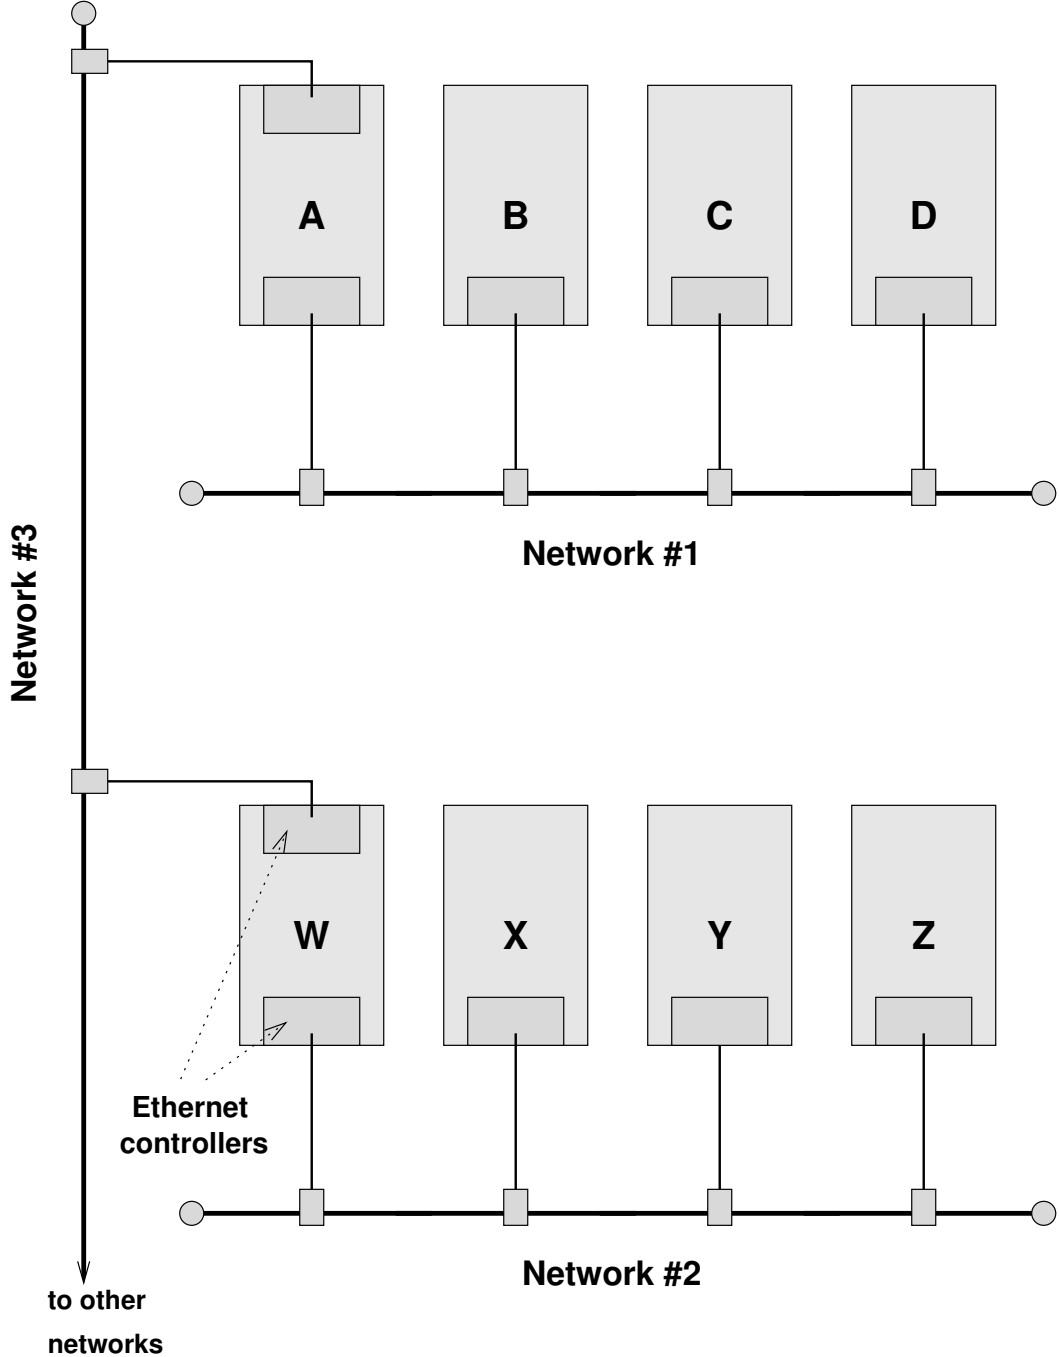 A
B
C
D
Network #1
Network #3
W
X
Y
Z
Ethernet
controllers
Network #2
to other
networks